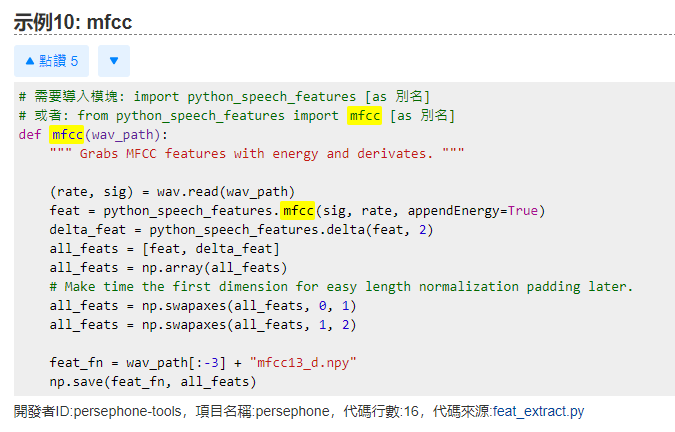 示例10: mfcc
▲ 點讚 5 ▼
# 需要導入模塊: import python_speech_features [as 別名]
# 或者: from python_speech_features import mfcc [as 別名]
def mfcc(wav_path):
    """ Grabs MFCC features with energy and derivates. """

    (rate, sig) = wav.read(wav_path)
    feat = python_speech_features.mfcc(sig, rate, appendEnergy=True)
    delta_feat = python_speech_features.delta(feat, 2)
    all_feats = [feat, delta_feat]
    all_feats = np.array(all_feats)
    # Make time the first dimension for easy length normalization padding later.
    all_feats = np.swapaxes(all_feats, 0, 1)
    all_feats = np.swapaxes(all_feats, 1, 2)

    feat_fn = wav_path[:-3] + "mfcc13_d.npy"
    np.save(feat_fn, all_feats)
開發者ID:persephone-tools，項目名稱:persephone，代碼行數:16，代碼來源:feat_extract.py